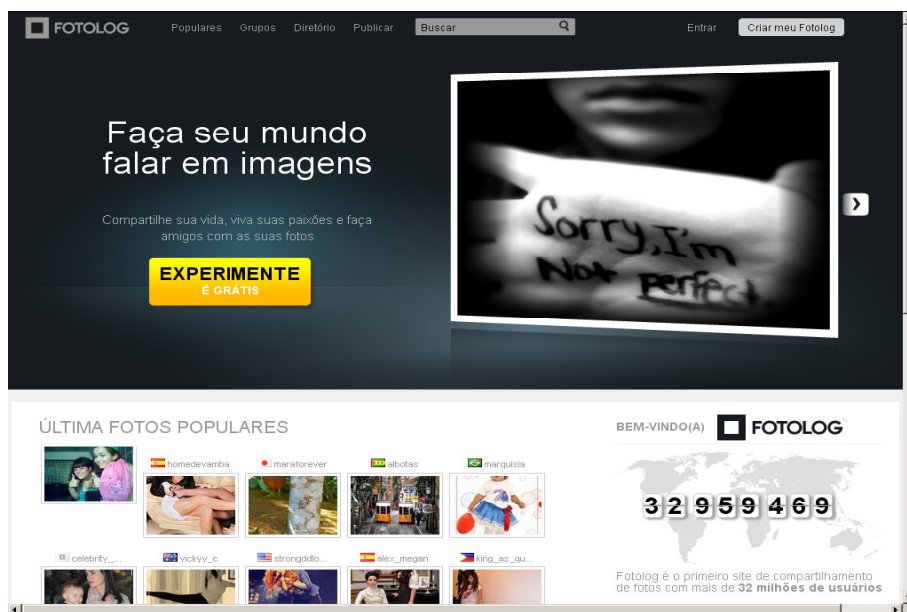 FOTOLOG Populares Grupos Diretório Publicar Buscar Entrar Criar meu Fotolog
Faça seu mundo
falar em imagens
Compartilhe sua vida, viva suas paixões e faça
amigos com as suas fotos
EXPERIMENTE
É GRÁTIS
Sorry, I'm
Not perfect.
ÚLTIMA FOTOS POPULARES
homedevamba maraforever albotas marquisia
celebrity_... vickyy_c strongddlo... alex_megan king_as_qu...
BEM-VINDO(A) FOTOLOG
32959469
Fotolog é o primeiro site de compartilhamento
de fotos com mais de 32 milhões de usuários